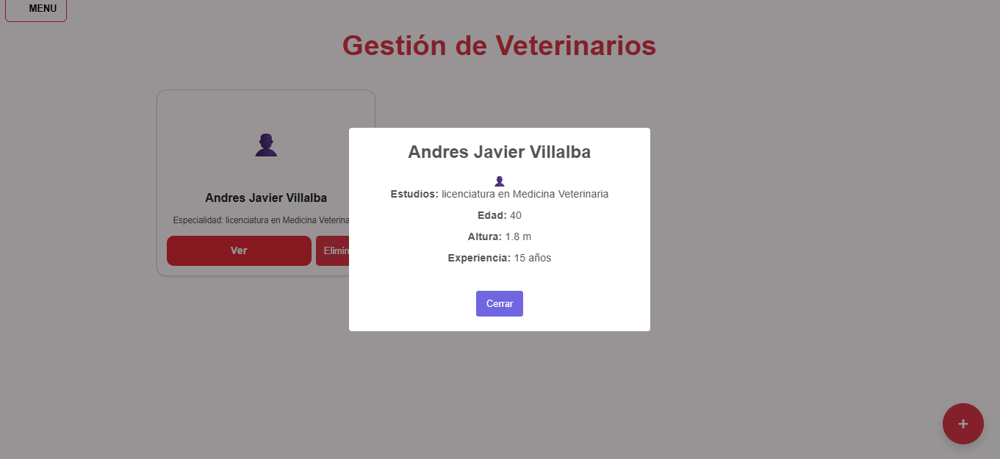 MENU
Gestión de Veterinarios
Andres Javier Villalba
Especialidad: licenciatura en Medicina Veterina
Ver
Elimin
Andres Javier Villalba
Estudios: licenciatura en Medicina Veterinaria
Edad: 40
Altura: 1.8 m
Experiencia: 15 años
Cerrar
+